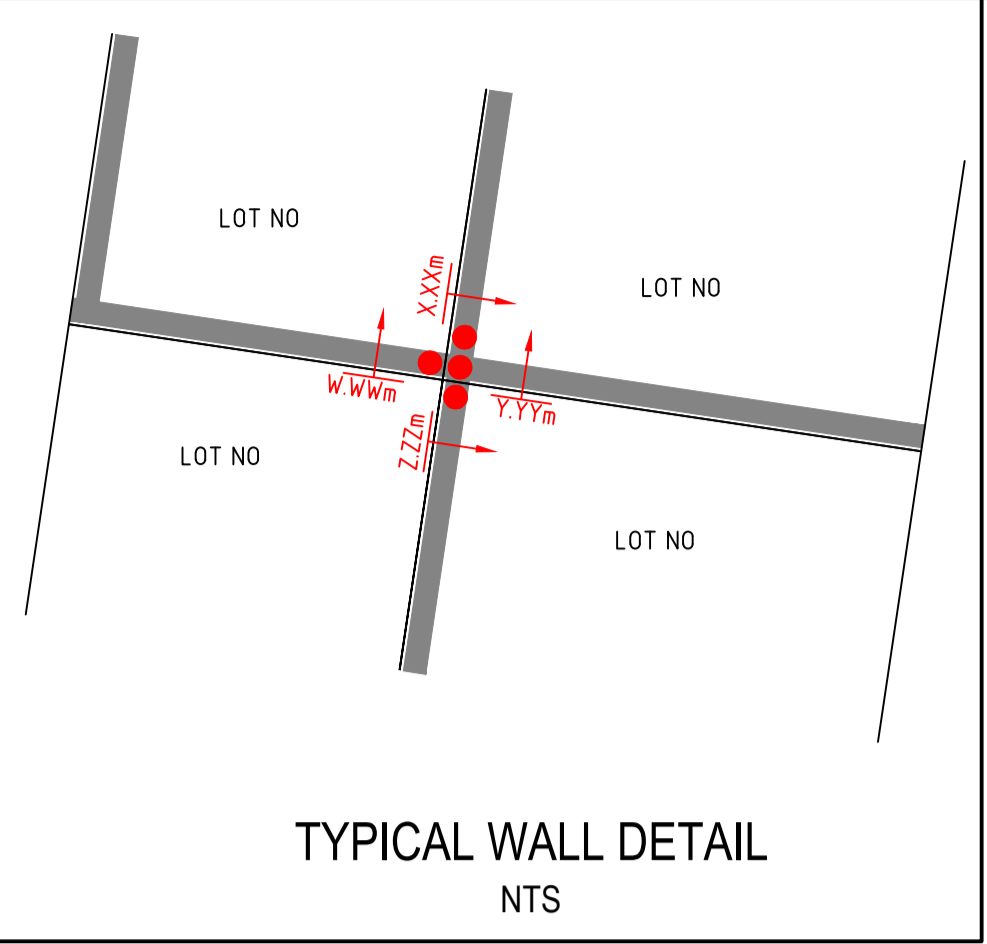 LOT NO
LOT NO
X.XXm
W.WWm
Y.YYm
Z.ZZm
LOT NO
LOT NO
TYPICAL WALL DETAIL
NTS